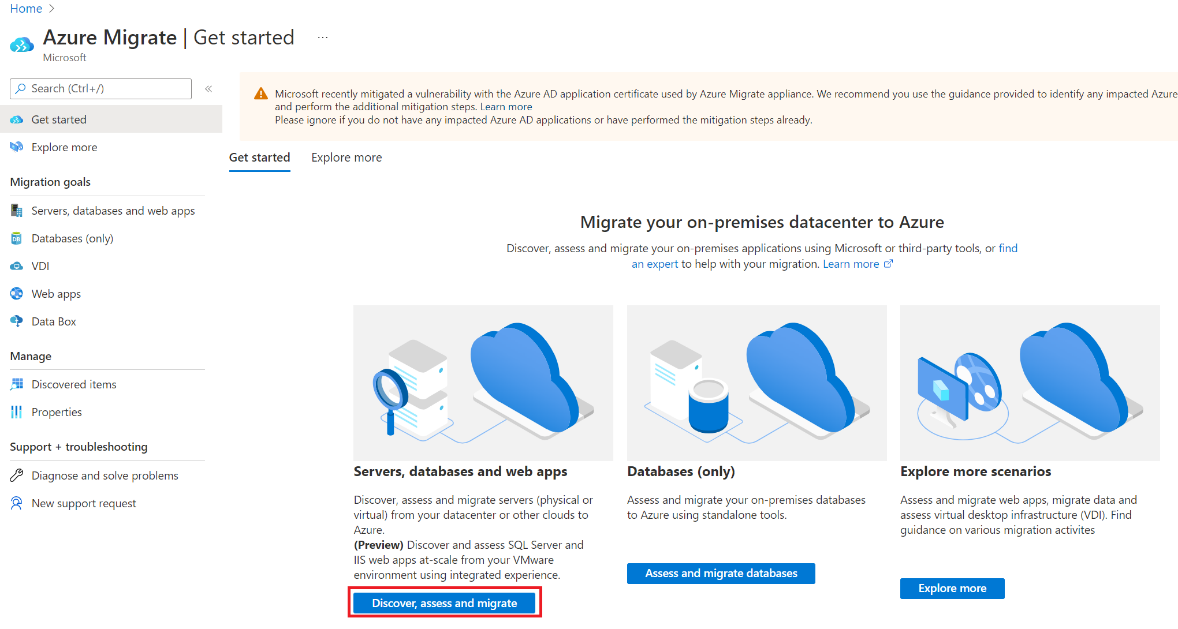 Home >
Azure Migrate | Get started ...
Microsoft
Search (Ctrl+/) «
Get started
Explore more
Migration goals
Servers, databases and web apps
Databases (only)
VDI
Web apps
Data Box
Manage
Discovered items
Properties
Support + troubleshooting
Diagnose and solve problems
New support request
Microsoft recently mitigated a vulnerability with the Azure AD application certificate used by Azure Migrate appliance. We recommend you use the guidance provided to identify any impacted Azure
and perform the additional mitigation steps. Learn more
Please ignore if you do not have any impacted Azure AD applications or have performed the mitigation steps already.
Get started Explore more
Migrate your on-premises datacenter to Azure
Discover, assess and migrate your on-premises applications using Microsoft or third-party tools, or find
an expert to help with your migration. Learn more
Servers, databases and web apps
Discover, assess and migrate servers (physical or
virtual) from your datacenter or other clouds to
Azure.
(Preview) Discover and assess SQL Server and
IIS web apps at-scale from your VMware
environment using integrated experience.
Discover, assess and migrate
Databases (only)
Assess and migrate your on-premises databases
to Azure using standalone tools.
Assess and migrate databases
Explore more scenarios
Assess and migrate web apps, migrate data and
assess virtual desktop infrastructure (VDI). Find
guidance on various migration activites
Explore more